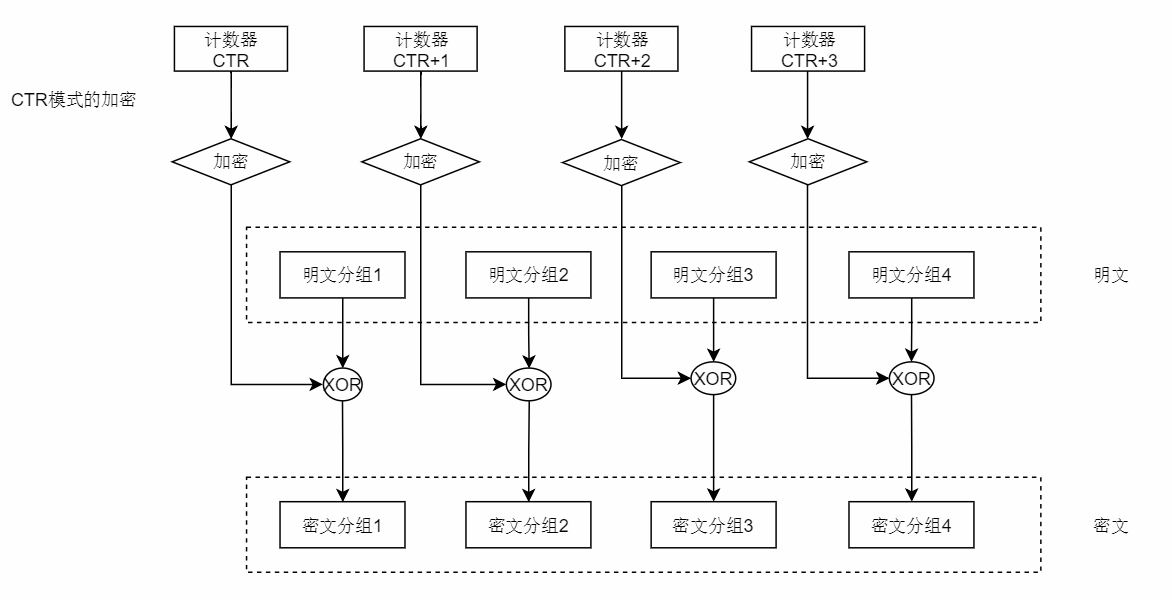 计数器
CTR
计数器
CTR+1
计数器
CTR+2
计数器
CTR+3
CTR模式的加密
加密
加密
加密
加密
明文分组1
明文分组2
明文分组3
明文分组4
明文
XOR
XOR
XOR
XOR
密文分组1
密文分组2
密文分组3
密文分组4
密文